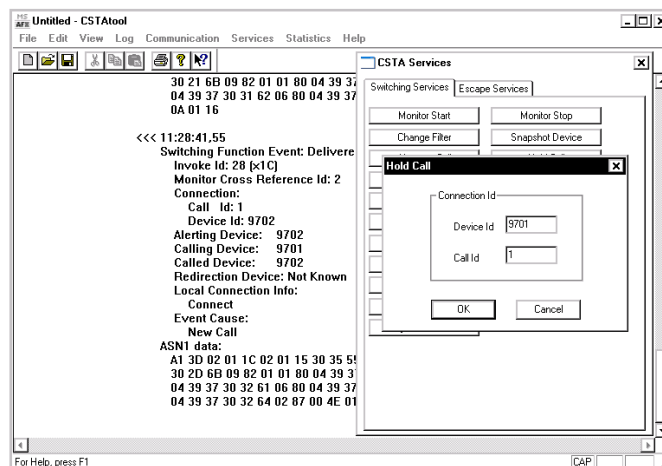 Untitled - CSTAtool
File Edit View Log Communication Services Statistics Help
30 21 6B 09 82 01 01 80 04 39 37
04 39 37 30 31 62 06 80 04 39 37
0A 01 16
<<< 11:28:41,55
Switching Function Event: Delivere
Invoke Id: 28 (x1C)
Monitor Cross Reference Id: 2
Connection:
Call Id: 1
Device Id: 9702
Alerting Device: 9702
Calling Device: 9701
Called Device: 9702
Redirection Device: Not Known
Local Connection Info:
Connect
Event Cause:
New Call
ASN1 data:
A1 3D 02 01 1C 02 01 15 30 35 55
30 2D 6B 09 82 01 01 80 04 39 3
04 39 37 30 32 61 06 80 04 39 37
04 39 37 30 32 64 02 87 00 4E 01
CSTA Services
Switching Services Escape Services
Monitor Start Monitor Stop
Change Filter Snapshot Device
Hold Call
Connection Id
Device Id 9701
Call Id 1
OK Cancel
For Help, press F1
CAP